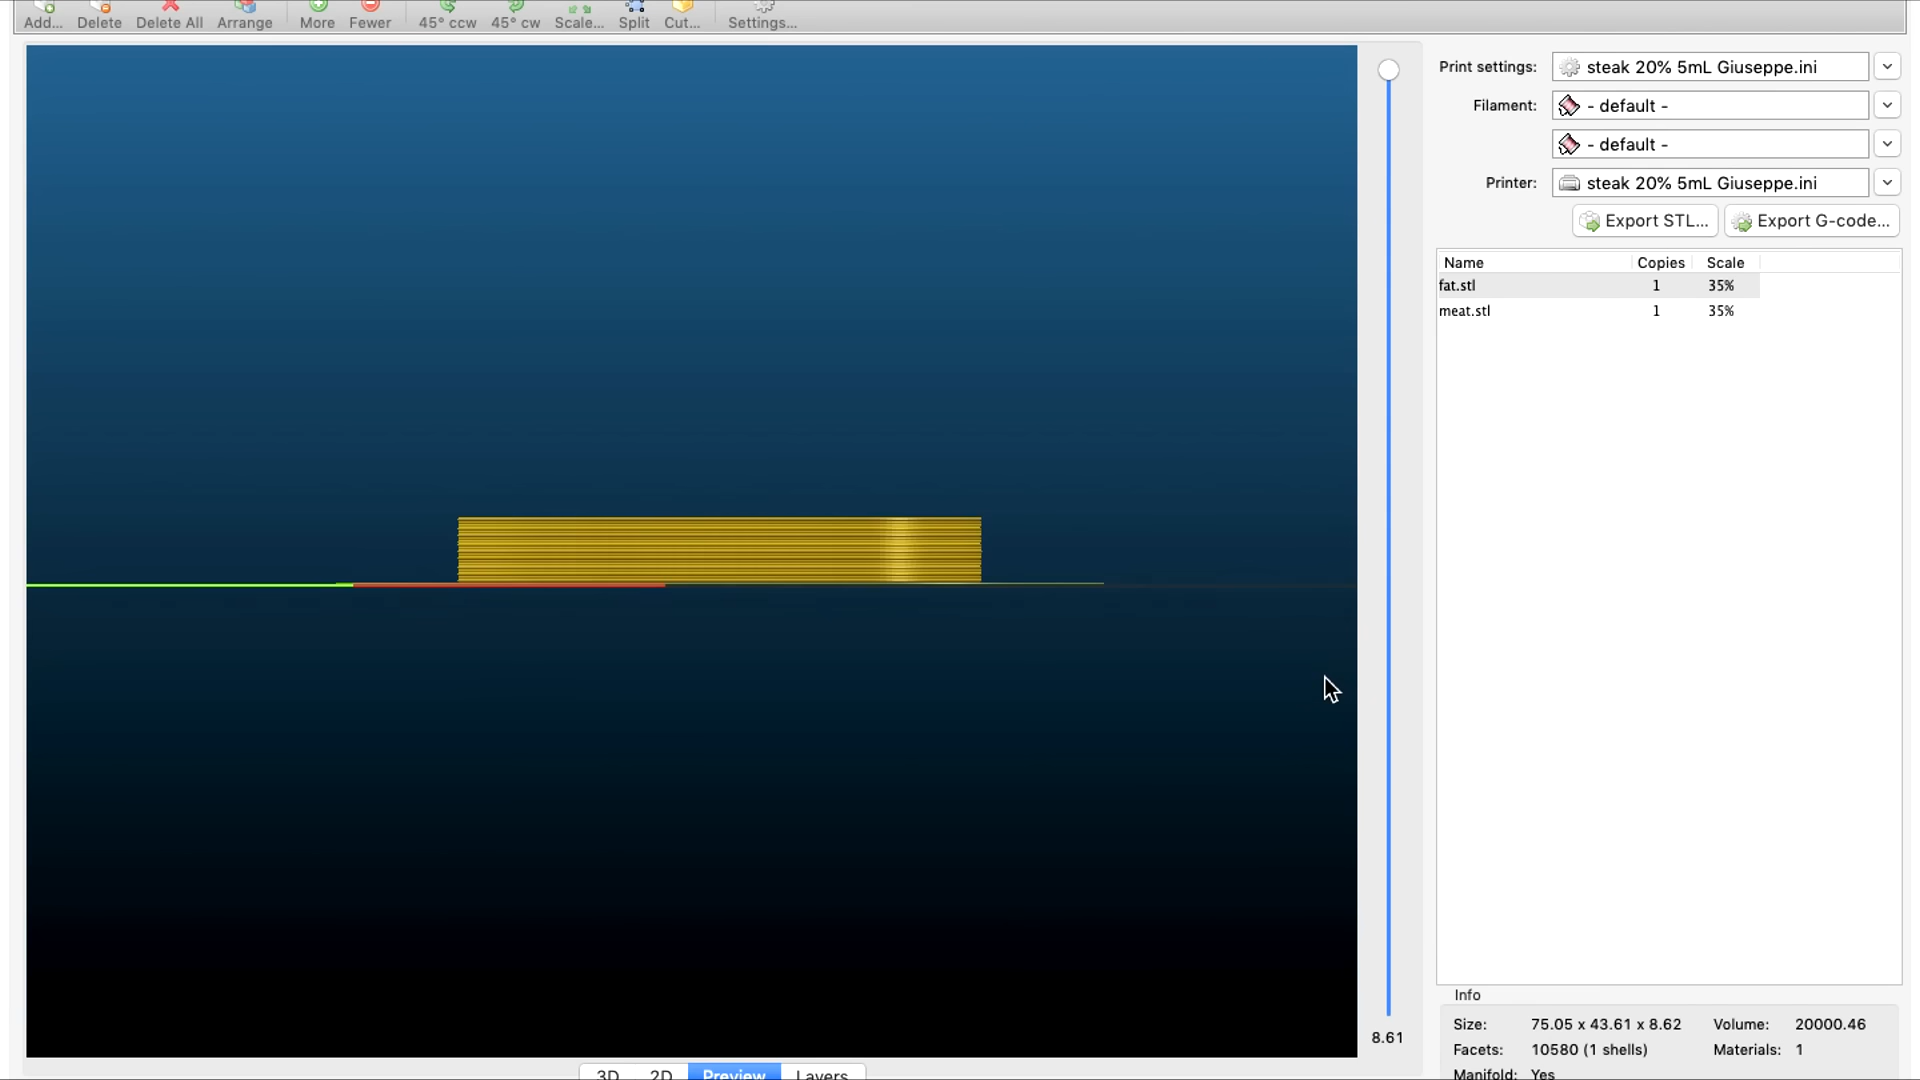 Add... Delete Delete All Arrange More Fewer 45° ccw 45° cw Scale... Split Cut... Settings...
Print settings: steak 20% 5mL Giuseppe.ini
Filament: - default -
- default -
Printer: steak 20% 5mL Giuseppe.ini
Export STL... Export G-code...
Name Copies Scale
fat.stl 1 35%
meat.stl 1 35%
8.61
Info
Size: 75.05 x 43.61 x 8.62 Volume: 20000.46
Facets: 10580 (1 shells) Materials: 1
Manifold: Yes
3D 2D Preview Layers